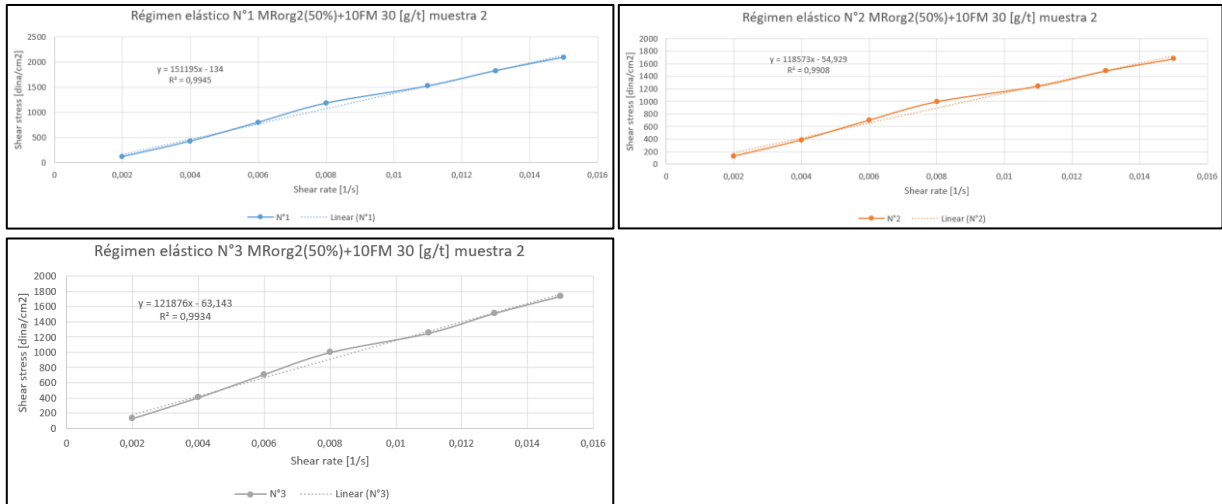 Régimen elástico N°1 MRorg2(50%)+10FM 30 [g/t] muestra 2
Shear stress [dina/cm2]
2500
2000
1500
1000
500
0
y = 151195x - 134
R² = 0,9945
0 0,002 0,004 0,006 0,008 0,01 0,012 0,014 0,016
Shear rate [1/s]
N°1 Linear (N°1)
Régimen elástico N°2 MRorg2(50%)+10FM 30 [g/t] muestra 2
Shear stress [dina/cm2]
2000
1800
1600
1400
1200
1000
800
600
400
200
0
118573x - 54,929
R² = 0,9908
0 0,002 0,004 0,006 0,008 0,01 0,012 0,014 0,016
Shear rate [1/s]
N°2 Linear (N°2)
Régimen elástico N°3 MRorg2(50%)+10FM 30 [g/t] muestra 2
Shear stress [dina/cm2]
2000
1800
1600
1400
1200
1000
800
600
400
200
0
y = 121876x - 63,143
R² = 0,9934
0 0,002 0,004 0,006 0,008 0,01 0,012 0,014 0,016
Shear rate [1/s]
N°3 Linear (N°3)